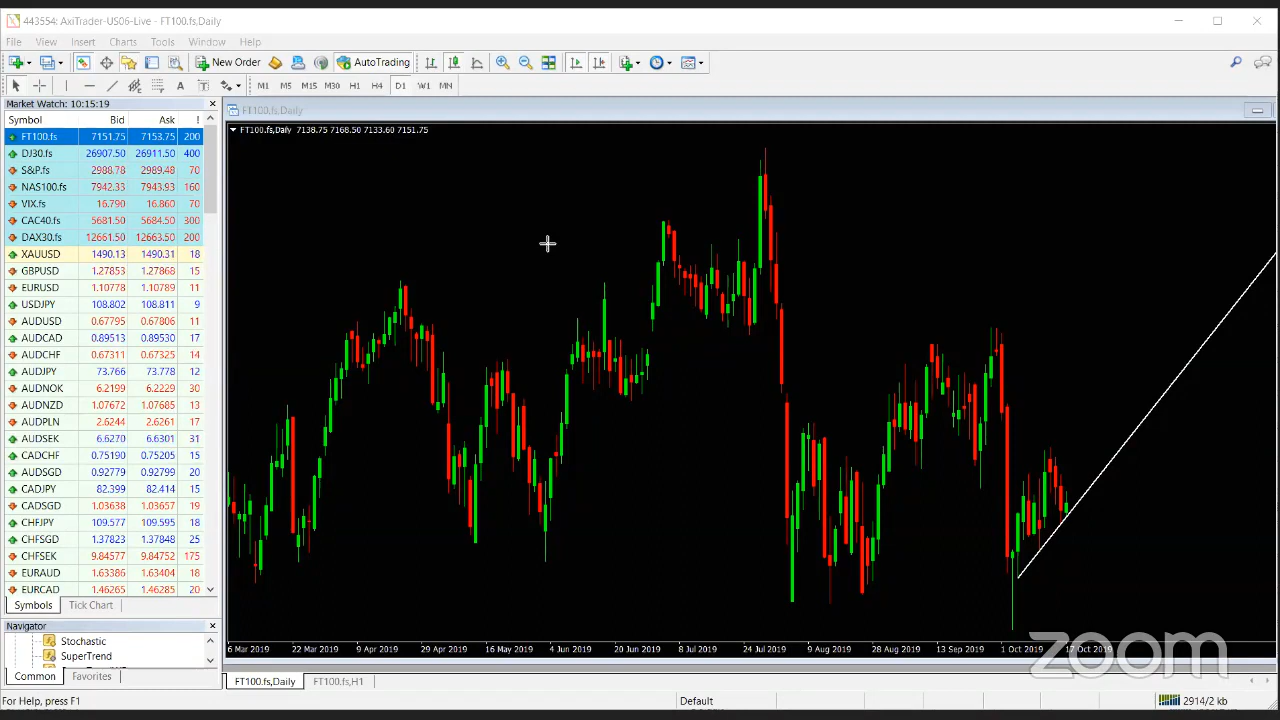 443554: AxiTrader-US06-Live - FT100.fs,Daily
File View Insert Charts Tools Window Help
New Order AutoTrading
A T M1 M5 M15 M30 H1 H4 D1 W1 MN
Market Watch: 10:15:19
Symbol Bid Ask !
FT100.fs 7151.75 7153.75 200
DJ30.fs 26907.50 26911.50 400
S&P.fs 2988.78 2989.48 70
NAS100.fs 7942.33 7943.93 160
VIX.fs 16.790 16.860 70
CAC40.fs 5681.50 5684.50 300
DAX30.fs 12661.50 12663.50 200
XAUUSD 1490.13 1490.31 18
GBPUSD 1.27853 1.27868 15
EURUSD 1.10778 1.10789 11
USDJPY 108.802 108.811 9
AUDUSD 0.67795 0.67806 11
AUDCAD 0.89513 0.89530 17
AUDCHF 0.67311 0.67325 14
AUDJPY 73.766 73.778 12
AUDNOK 6.2199 6.2229 30
AUDNZD 1.07672 1.07685 13
AUDPLN 2.6244 2.6261 17
AUDSEK 6.6270 6.6301 31
CADCHF 0.75190 0.75205 15
AUDSGD 0.92779 0.92799 20
CADJPY 82.399 82.414 15
CADSGD 1.03638 1.03657 19
CHFJPY 109.577 109.595 18
CHFSGD 1.37823 1.37848 25
CHFSEK 9.84577 9.84752 175
EURAUD 1.63386 1.63404 18
EURCAD 1.46265 1.46285 20
Symbols Tick Chart
Navigator
Stochastic
SuperTrend
Common Favorites
FT100.fs,Daily
FT100.fs,Daily 7138.75 7168.50 7133.60 7151.75
6 Mar 2019 22 Mar 2019 9 Apr 2019 29 Apr 2019 16 May 2019 4 Jun 2019 20 Jun 2019 8 Jul 2019 24 Jul 2019 9 Aug 2019 28 Aug 2019 13 Sep 2019 1 Oct 2019 17 Oct 2019
zoom
FT100.fs,Daily FT100.fs,H1
For Help, press F1 Default 2914/2 kb